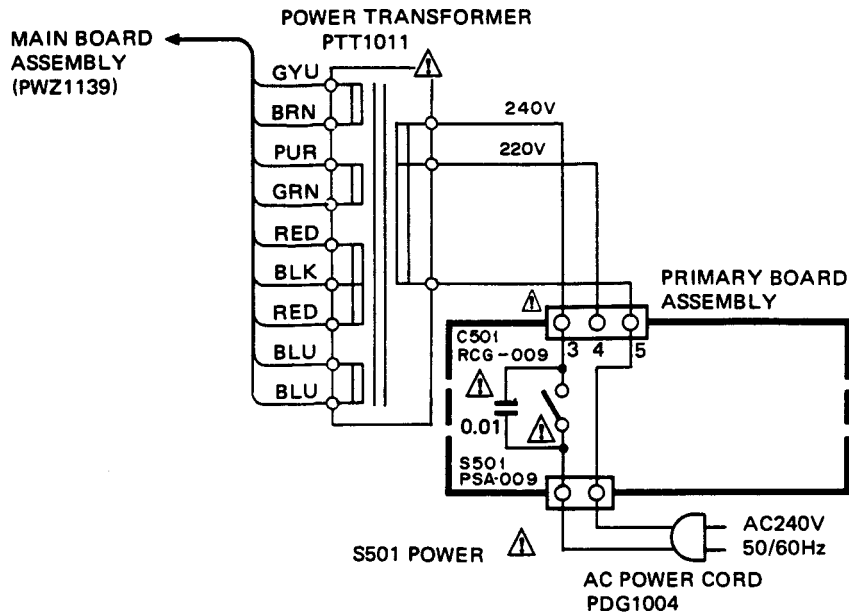 POWER TRANSFORMER
PTT1011
MAIN BOARD
ASSEMBLY
(PWZ1139)
GYU
BRN
PUR
GRN
RED
BLK
RED
BLU
BLU
240V
220V
PRIMARY BOARD
ASSEMBLY
C501
RCG-009
3 4 5
0.01
S501
PSA-009
S501 POWER
AC240V
50/60Hz
AC POWER CORD
PDG1004